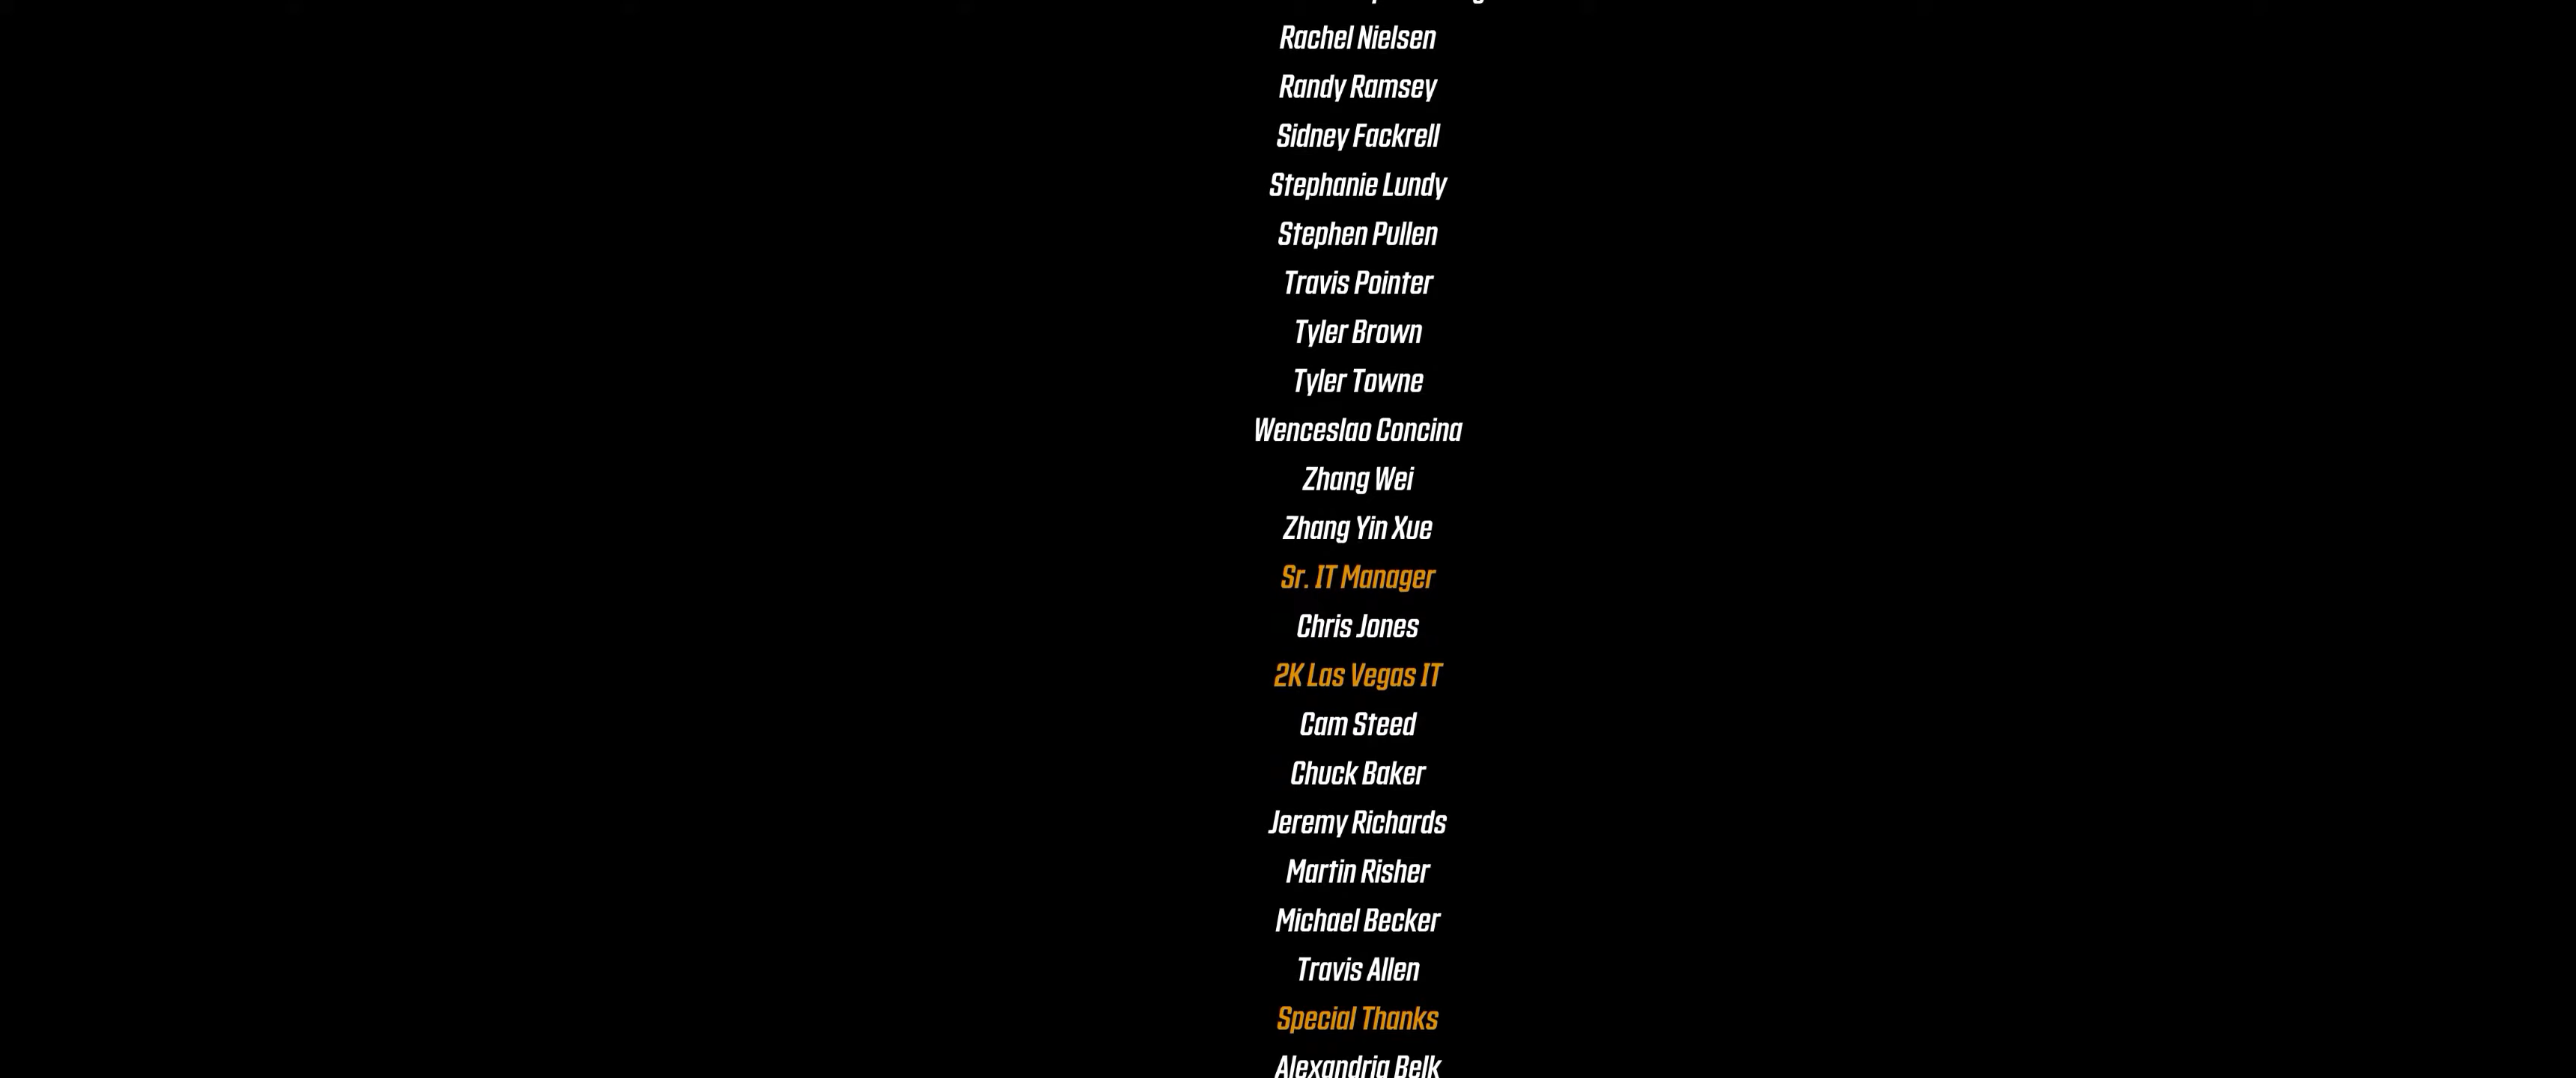 Rachel Nielsen
Randy Ramsey
Sidney Fackrell
Stephanie Lundy
Stephen Pullen
Travis Pointer
Tyler Brown
Tyler Towne
Wenceslao Concina
Zhang Wei
Zhang Yin Xue
Sr. IT Manager
Chris Jones
2K Las Vegas IT
Cam Steed
Chuck Baker
Jeremy Richards
Martin Risher
Michael Becker
Travis Allen
Special Thanks
Alexandria Belk